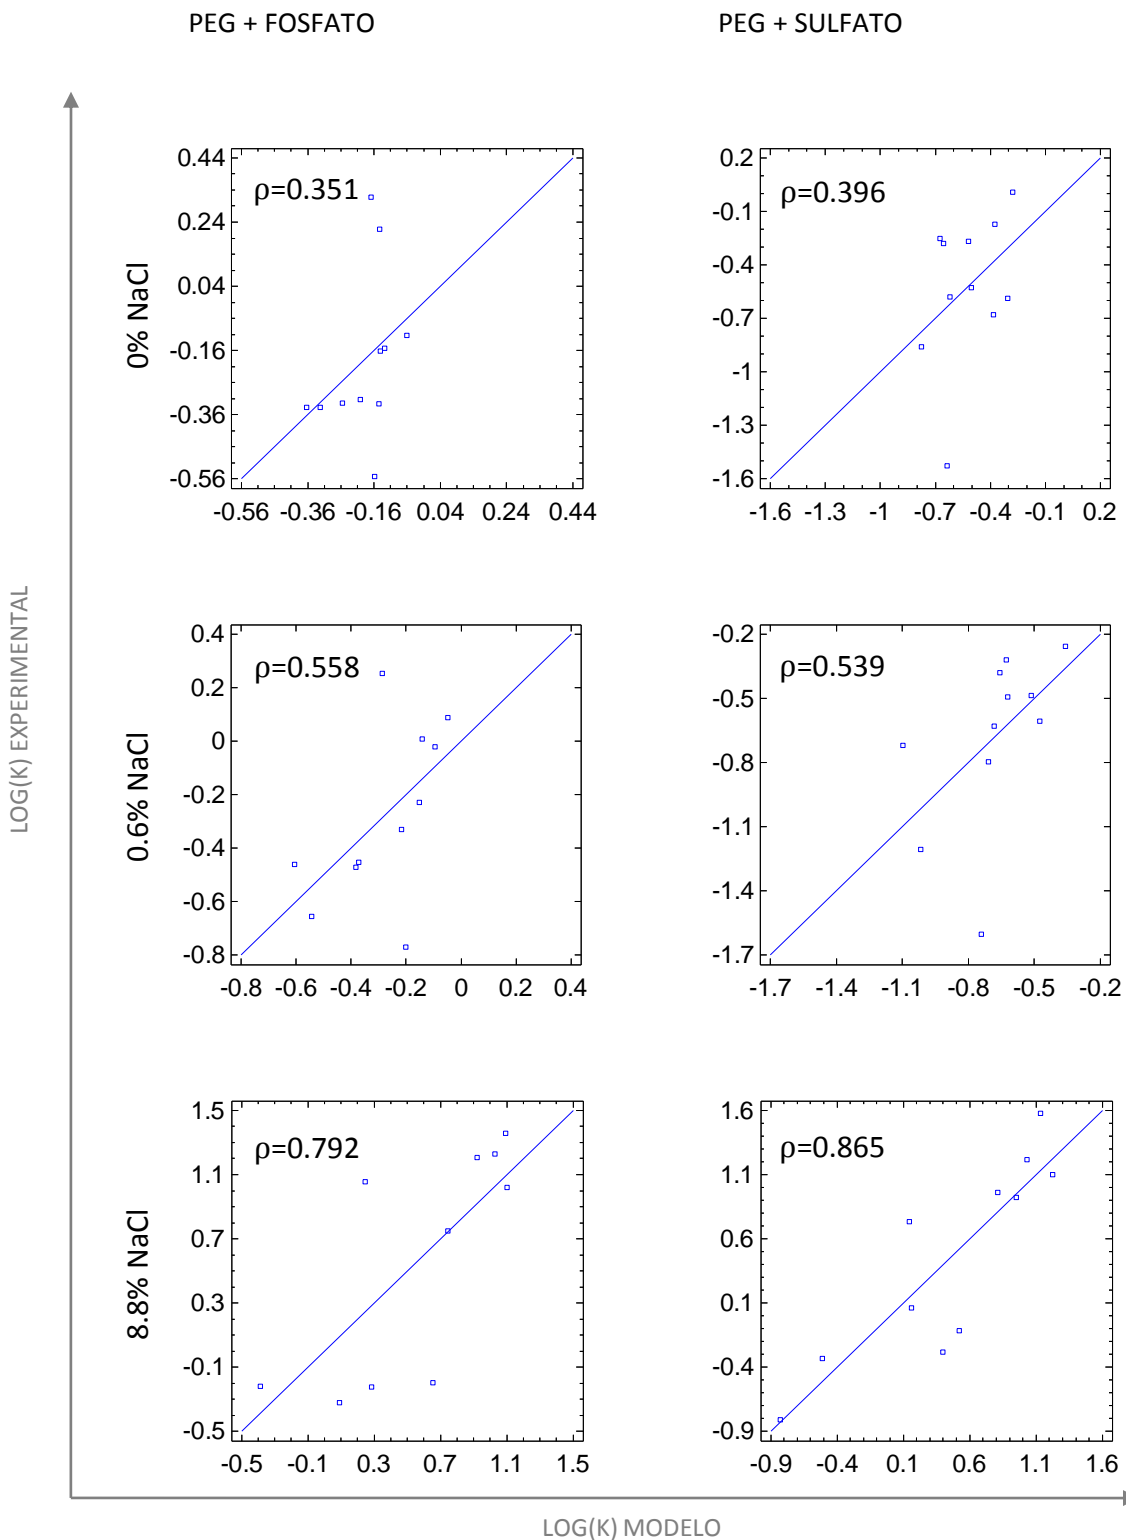 PEG + FOSFATO
PEG + SULFATO
LOG(K) EXPERIMENTAL
0% NaCl
ρ=0.351
0.44
0.24
0.04
-0.16
-0.36
-0.56
-0.56 -0.36 -0.16 0.04 0.24 0.44
ρ=0.396
0.2
-0.1
-0.4
-0.7
-1
-1.3
-1.6
-1.6 -1.3 -1 -0.7 -0.4 -0.1 0.2
0.6% NaCl
ρ=0.558
0.4
0.2
0
-0.2
-0.4
-0.6
-0.8
-0.8 -0.6 -0.4 -0.2 0 0.2 0.4
ρ=0.539
-0.2
-0.5
-0.8
-1.1
-1.4
-1.7
-1.7 -1.4 -1.1 -0.8 -0.5 -0.2
8.8% NaCl
ρ=0.792
1.5
1.1
0.7
0.3
-0.1
-0.5
-0.5 -0.1 0.3 0.7 1.1 1.5
ρ=0.865
1.6
1.1
0.6
0.1
-0.4
-0.9
-0.9 -0.4 0.1 0.6 1.1 1.6
LOG(K) MODELO